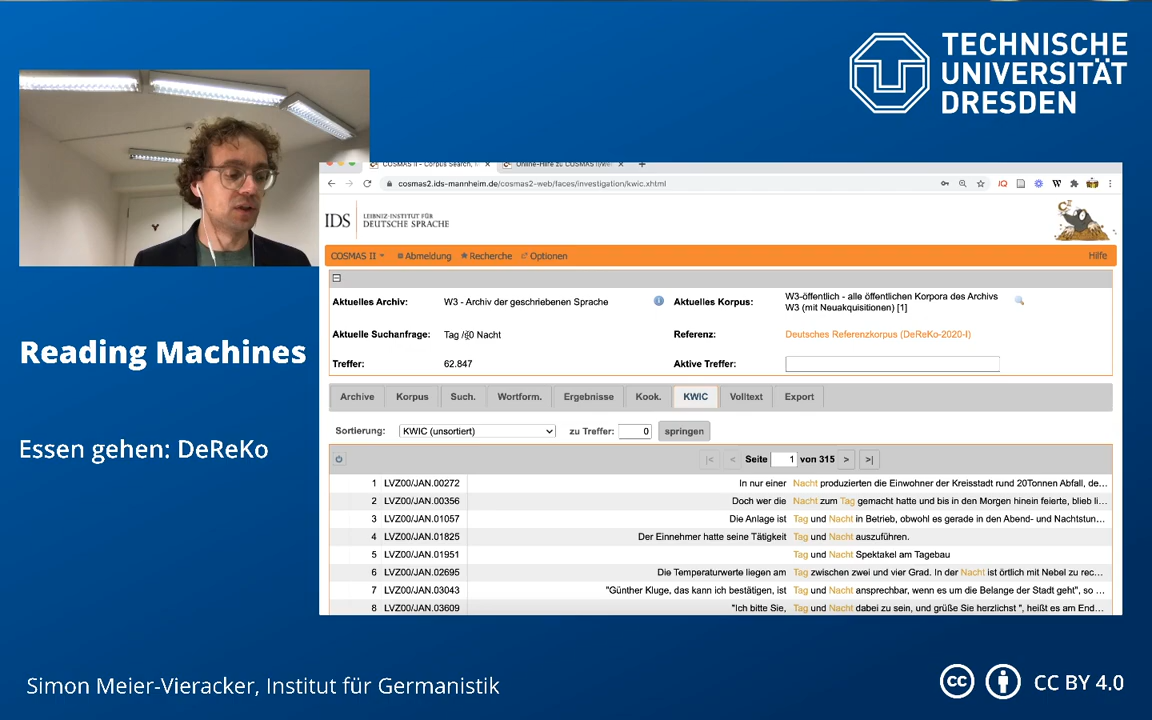 TECHNISCHE
UNIVERSITÄT
DRESDEN
COSMAS II - Corpus Search,
Online-Hilfe zu COSMAS II/we
cosmas2.ids-mannheim.de/cosmas2-web/faces/investigation/kwic.xhtml
IDS
LEIBNIZ-INSTITUT FÜR
DEUTSCHE SPRACHE
COSMAS II Abmeldung Recherche Optionen Hilfe
Aktuelles Archiv: W3 - Archiv der geschriebenen Sprache
Aktuelles Korpus: W3-öffentlich - alle öffentlichen Korpora des Archivs
W3 (mit Neuakquisitionen) [1]
Aktuelle Suchanfrage: Tag Nacht
Referenz: Deutsches Referenzkorpus (DeReKo-2020-I)
Treffer: 62.847
Aktive Treffer:
Archive Korpus Such. Wortform. Ergebnisse Kook. KWIC Volltext Export
Sortierung: KWIC (unsortiert) zu Treffer: 0 springen
|< < Seite 1 von 315 > >|
1 LVZ00/JAN.00272 In nur einer Nacht produzierten die Einwohner der Kreisstadt rund 20Tonnen Abfall, de...
2 LVZ00/JAN.00356 Doch wer die Nacht zum Tag gemacht hatte und bis in den Morgen hinein feierte, blieb li...
3 LVZ00/JAN.01057 Die Anlage ist Tag und Nacht in Betrieb, obwohl es gerade in den Abend- und Nachtstun...
4 LVZ00/JAN.01825 Der Einnehmer hatte seine Tätigkeit Tag und Nacht auszuführen.
5 LVZ00/JAN.01951 Tag und Nacht Spektakel am Tagebau
6 LVZ00/JAN.02695 Die Temperaturwerte liegen am Tag zwischen zwei und vier Grad. In der Nacht ist örtlich mit Nebel zu rec...
7 LVZ00/JAN.03043 "Günther Kluge, das kann ich bestätigen, ist Tag und Nacht ansprechbar, wenn es um die Belange der Stadt geht", so ...
8 LVZ00/JAN.03609 "Ich bitte Sie, Tag und Nacht dabei zu sein, und grüße Sie herzlichst ", heißt es am End...
Reading Machines
Essen gehen: DeReKo
Simon Meier-Vieracker, Institut für Germanistik
CC BY 4.0